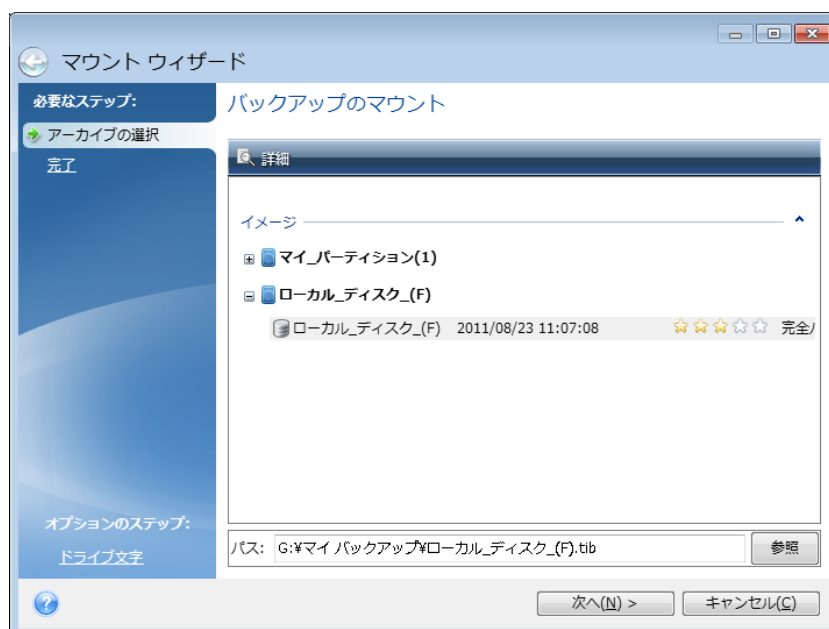 マウント ウィザード
必要なステップ:
アーカイブの選択
完了
バックアップのマウント
詳細
イメージ
マイ_パーティション(1)
ローカル_ディスク_(F)
ローカル_ディスク_(F) 2011/08/23 11:07:08 完全
オプションのステップ:
ドライブ文字
パス: G:¥マイ バックアップ¥ローカル_ディスク_(F).tib 参照
次へ(N) > キャンセル(C)